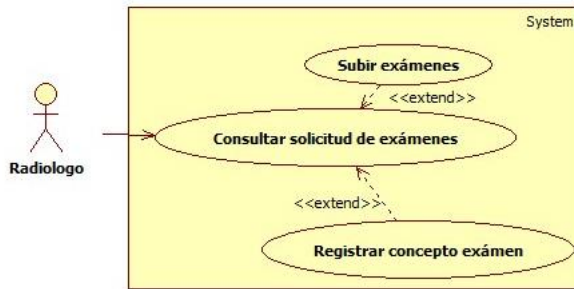 System
Subir exámenes
<<extend>>
Consultar solicitud de exámenes
Radiologo
<<extend>>
Registrar concepto exámen